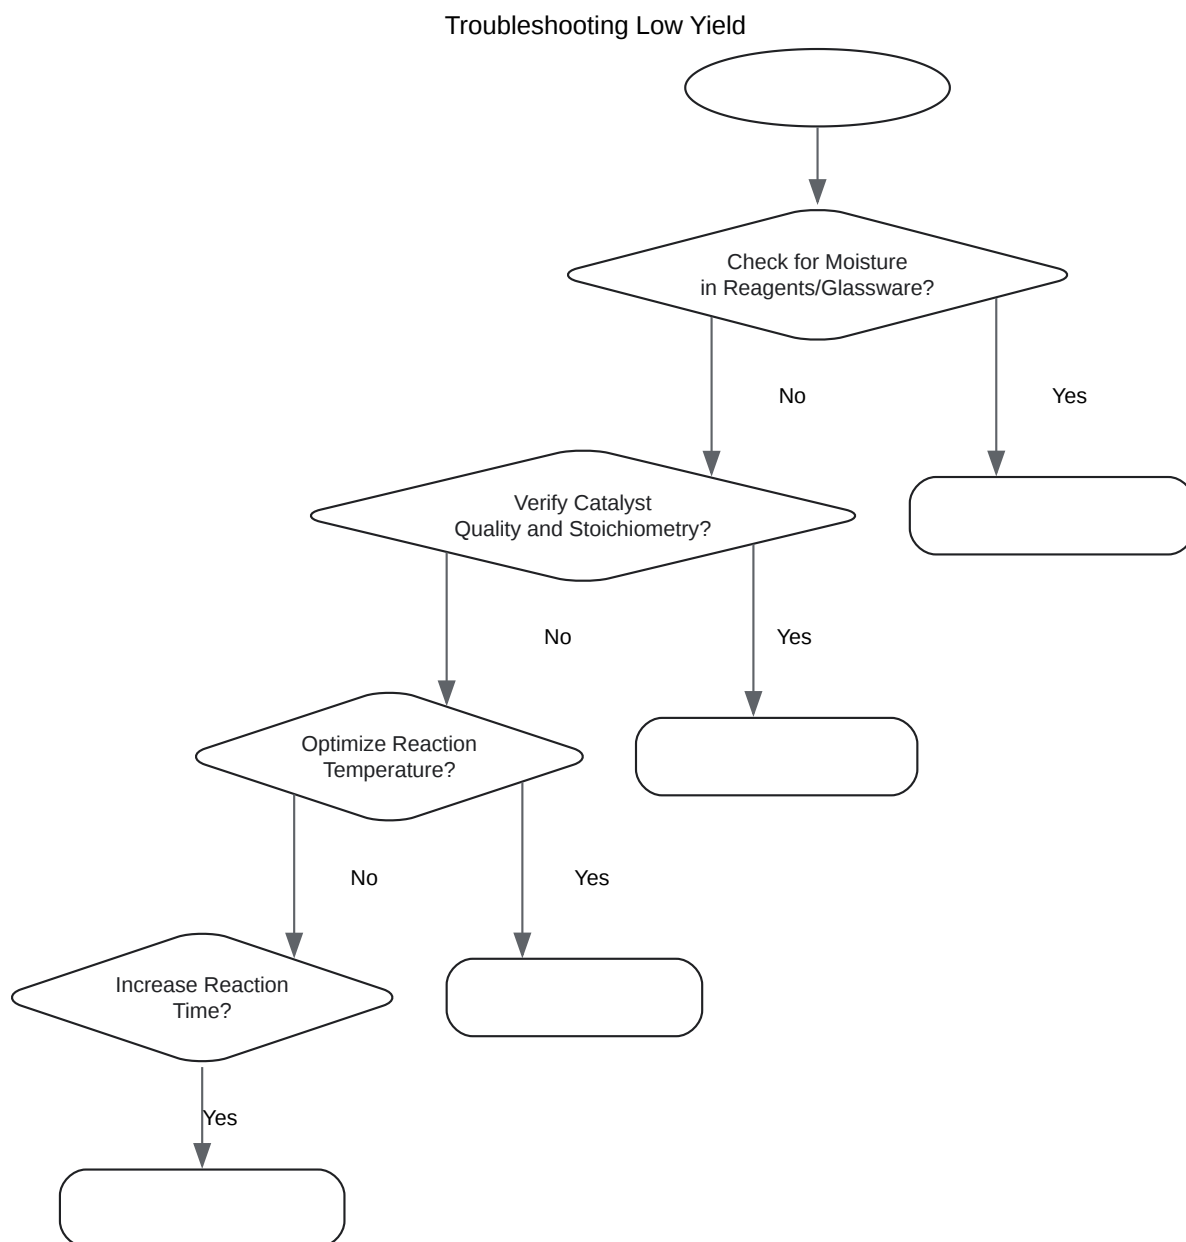 Troubleshooting Low Yield
Check for Moisture
in Reagents/Glassware?
No
Yes
Verify Catalyst
Quality and Stoichiometry?
No
Yes
Optimize Reaction
Temperature?
No
Yes
Increase Reaction
Time?
Yes